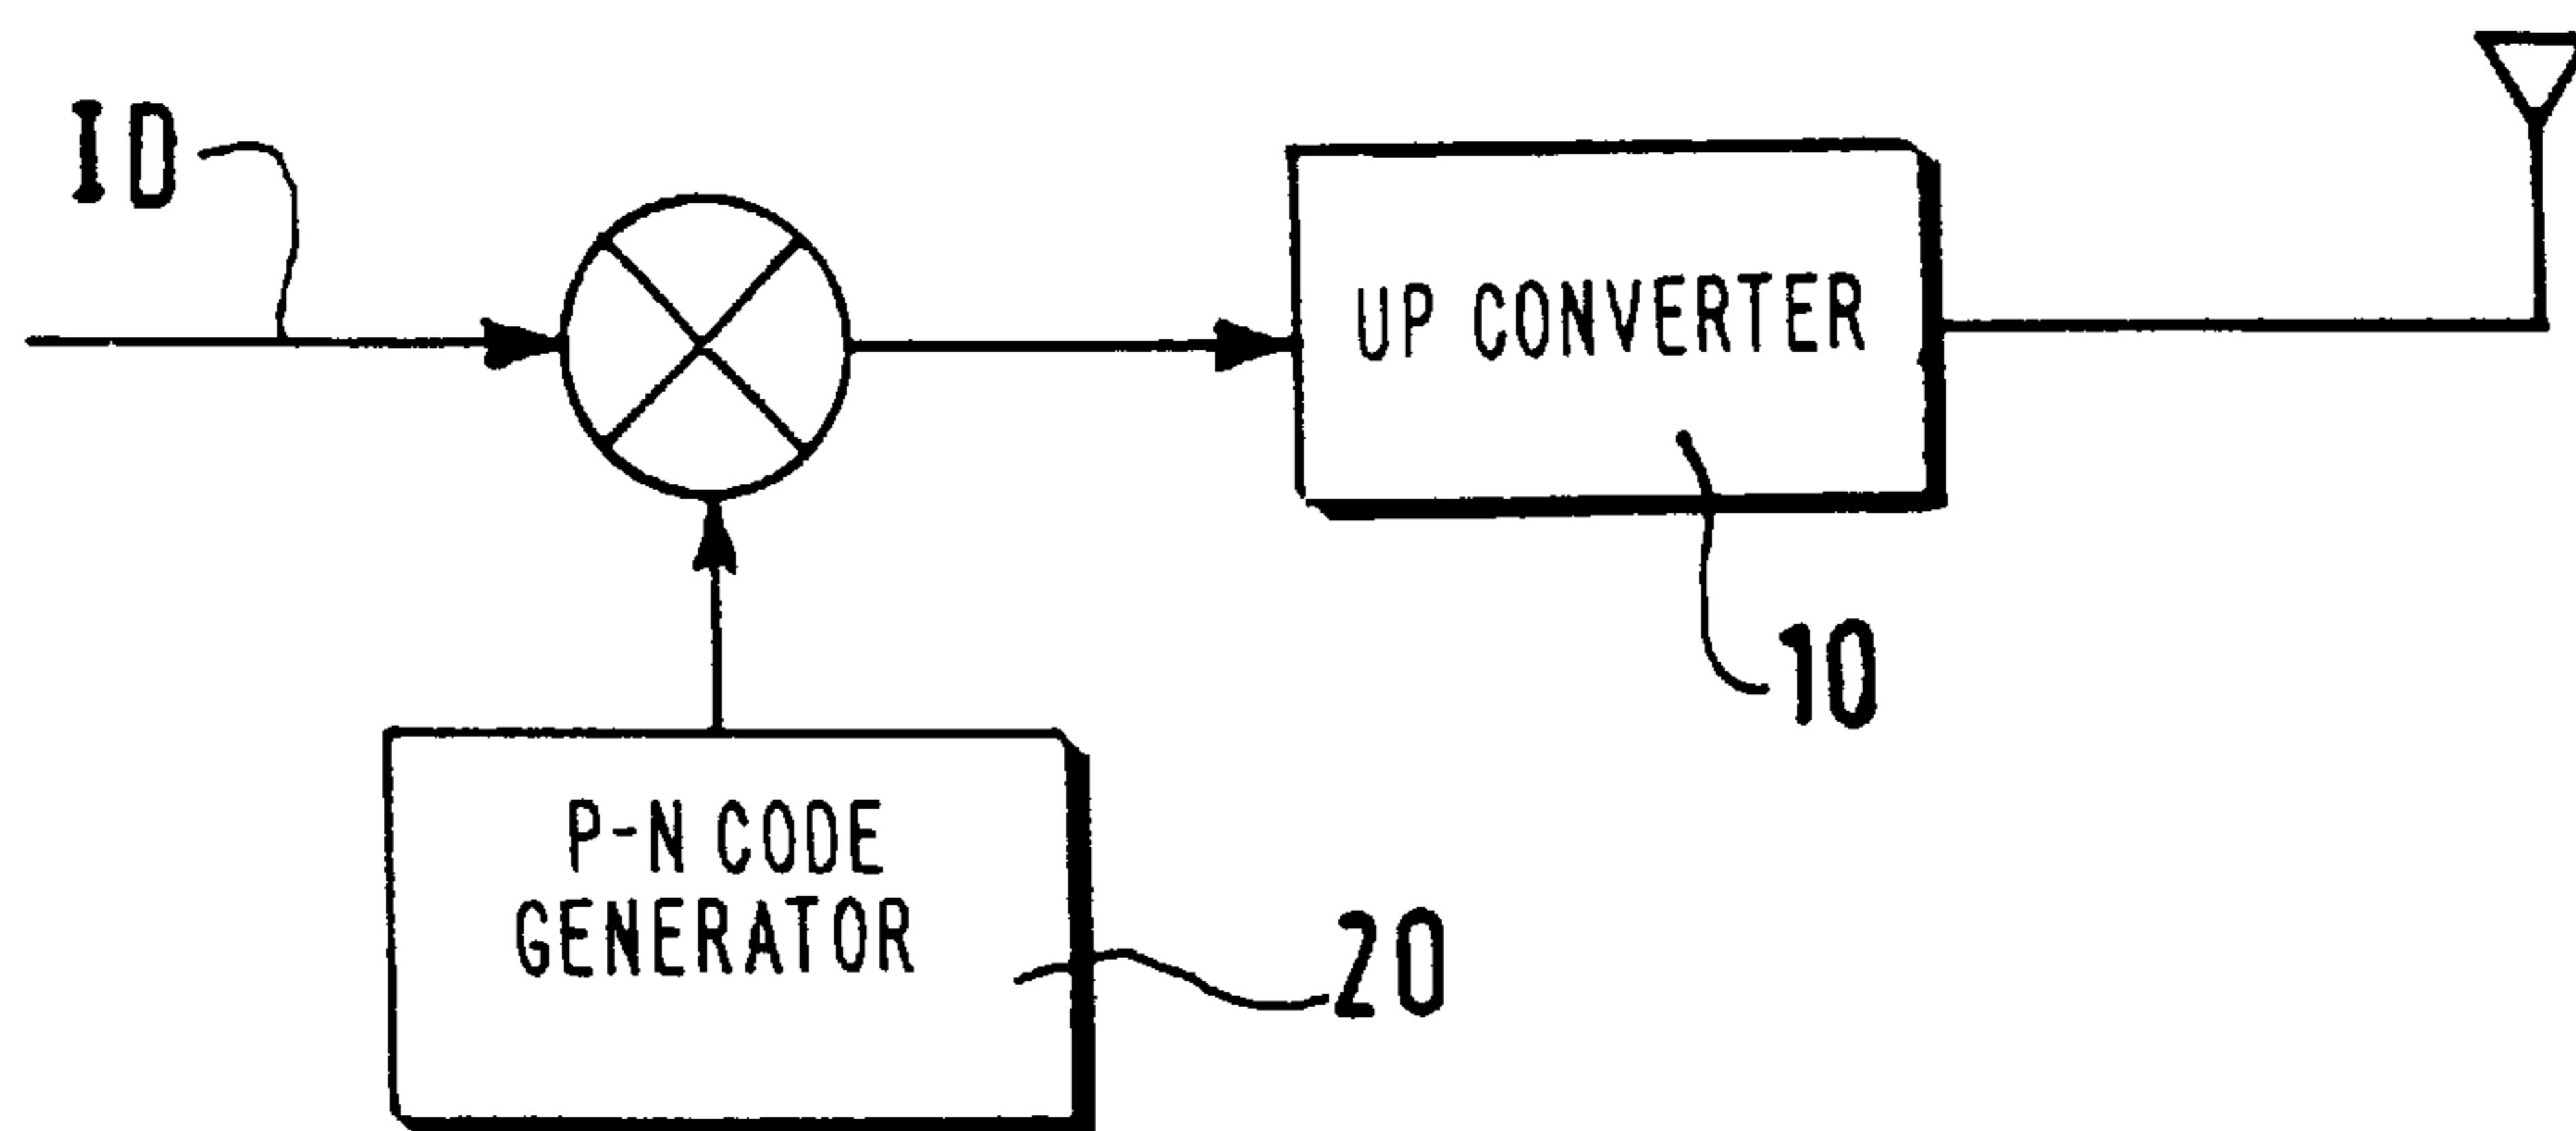 ID
UP CONVERTER
10
P-N CODE
GENERATOR
20